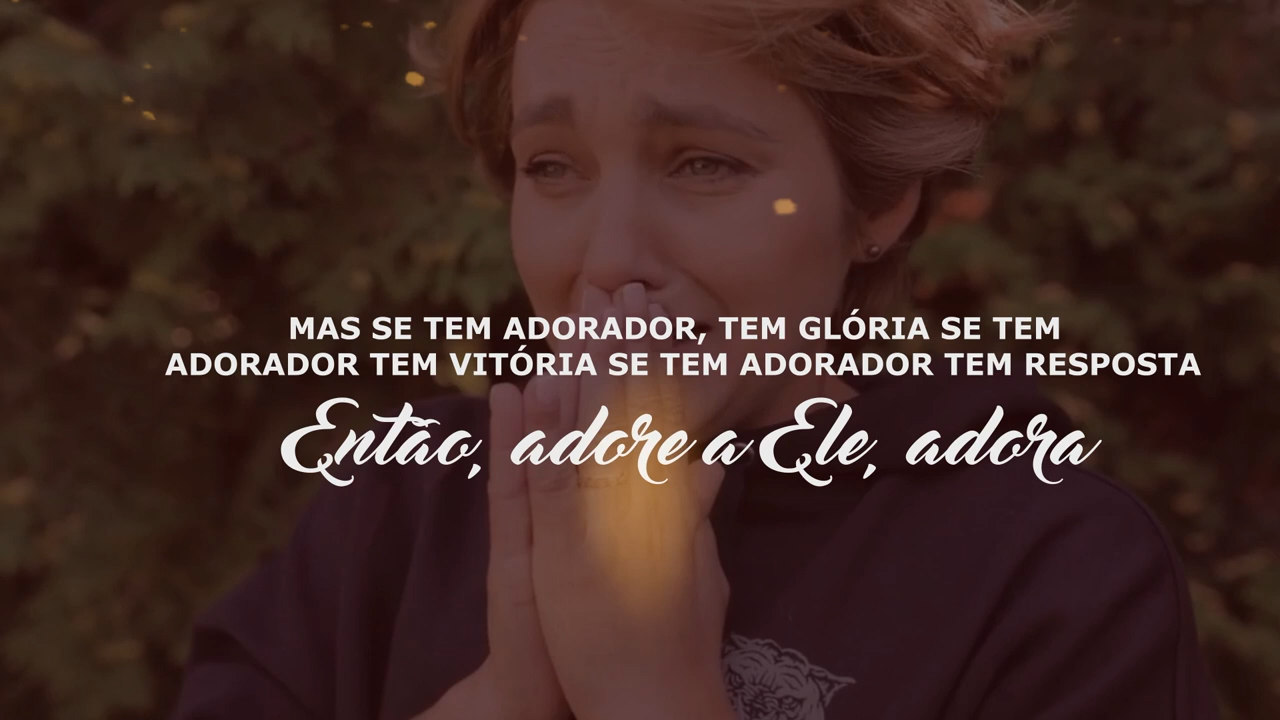 MAS SE TEM ADORADOR, TEM GLÓRIA SE TEM
ADORADOR TEM VITÓRIA SE TEM ADORADOR TEM RESPOSTA
Então, adore a Ele, adora